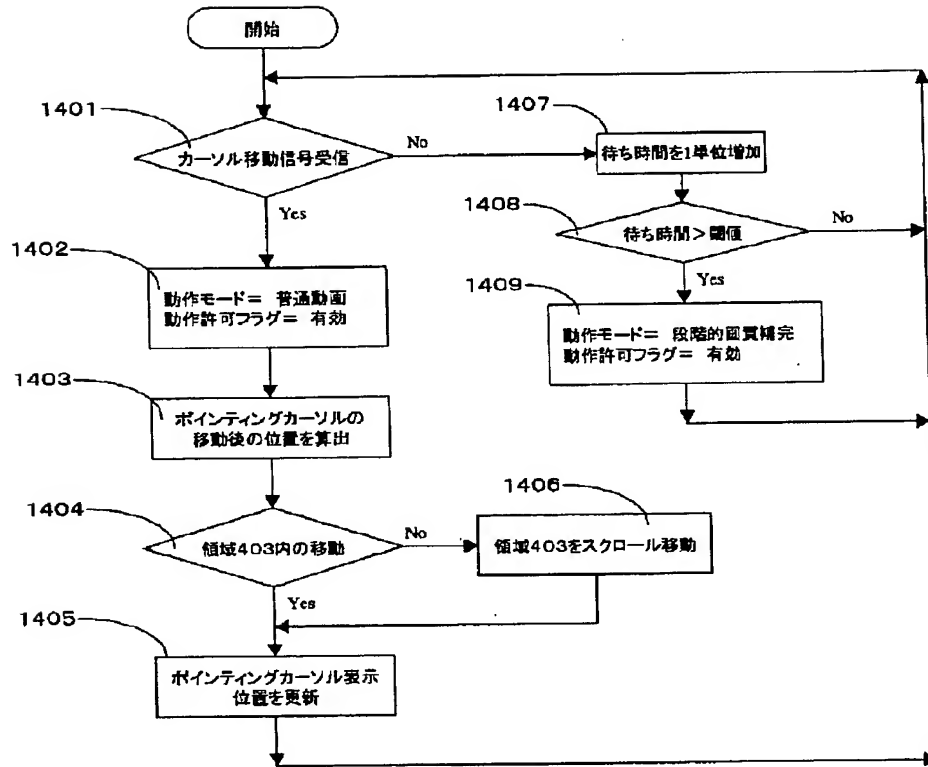 開始
1401
カーソル移動信号受信
No
Yes
1407
待ち時間を1単位増加
1408
待ち時間>閾値
No
Yes
1402
動作モード= 普通動画
動作許可フラグ= 有効
1409
動作モード= 段階的画質補完
動作許可フラグ= 有効
1403
ポインティングカーソルの
移動後の位置を算出
1404
領域403内の移動
No
Yes
1406
領域403をスクロール移動
1405
ポインティングカーソル表示
位置を更新